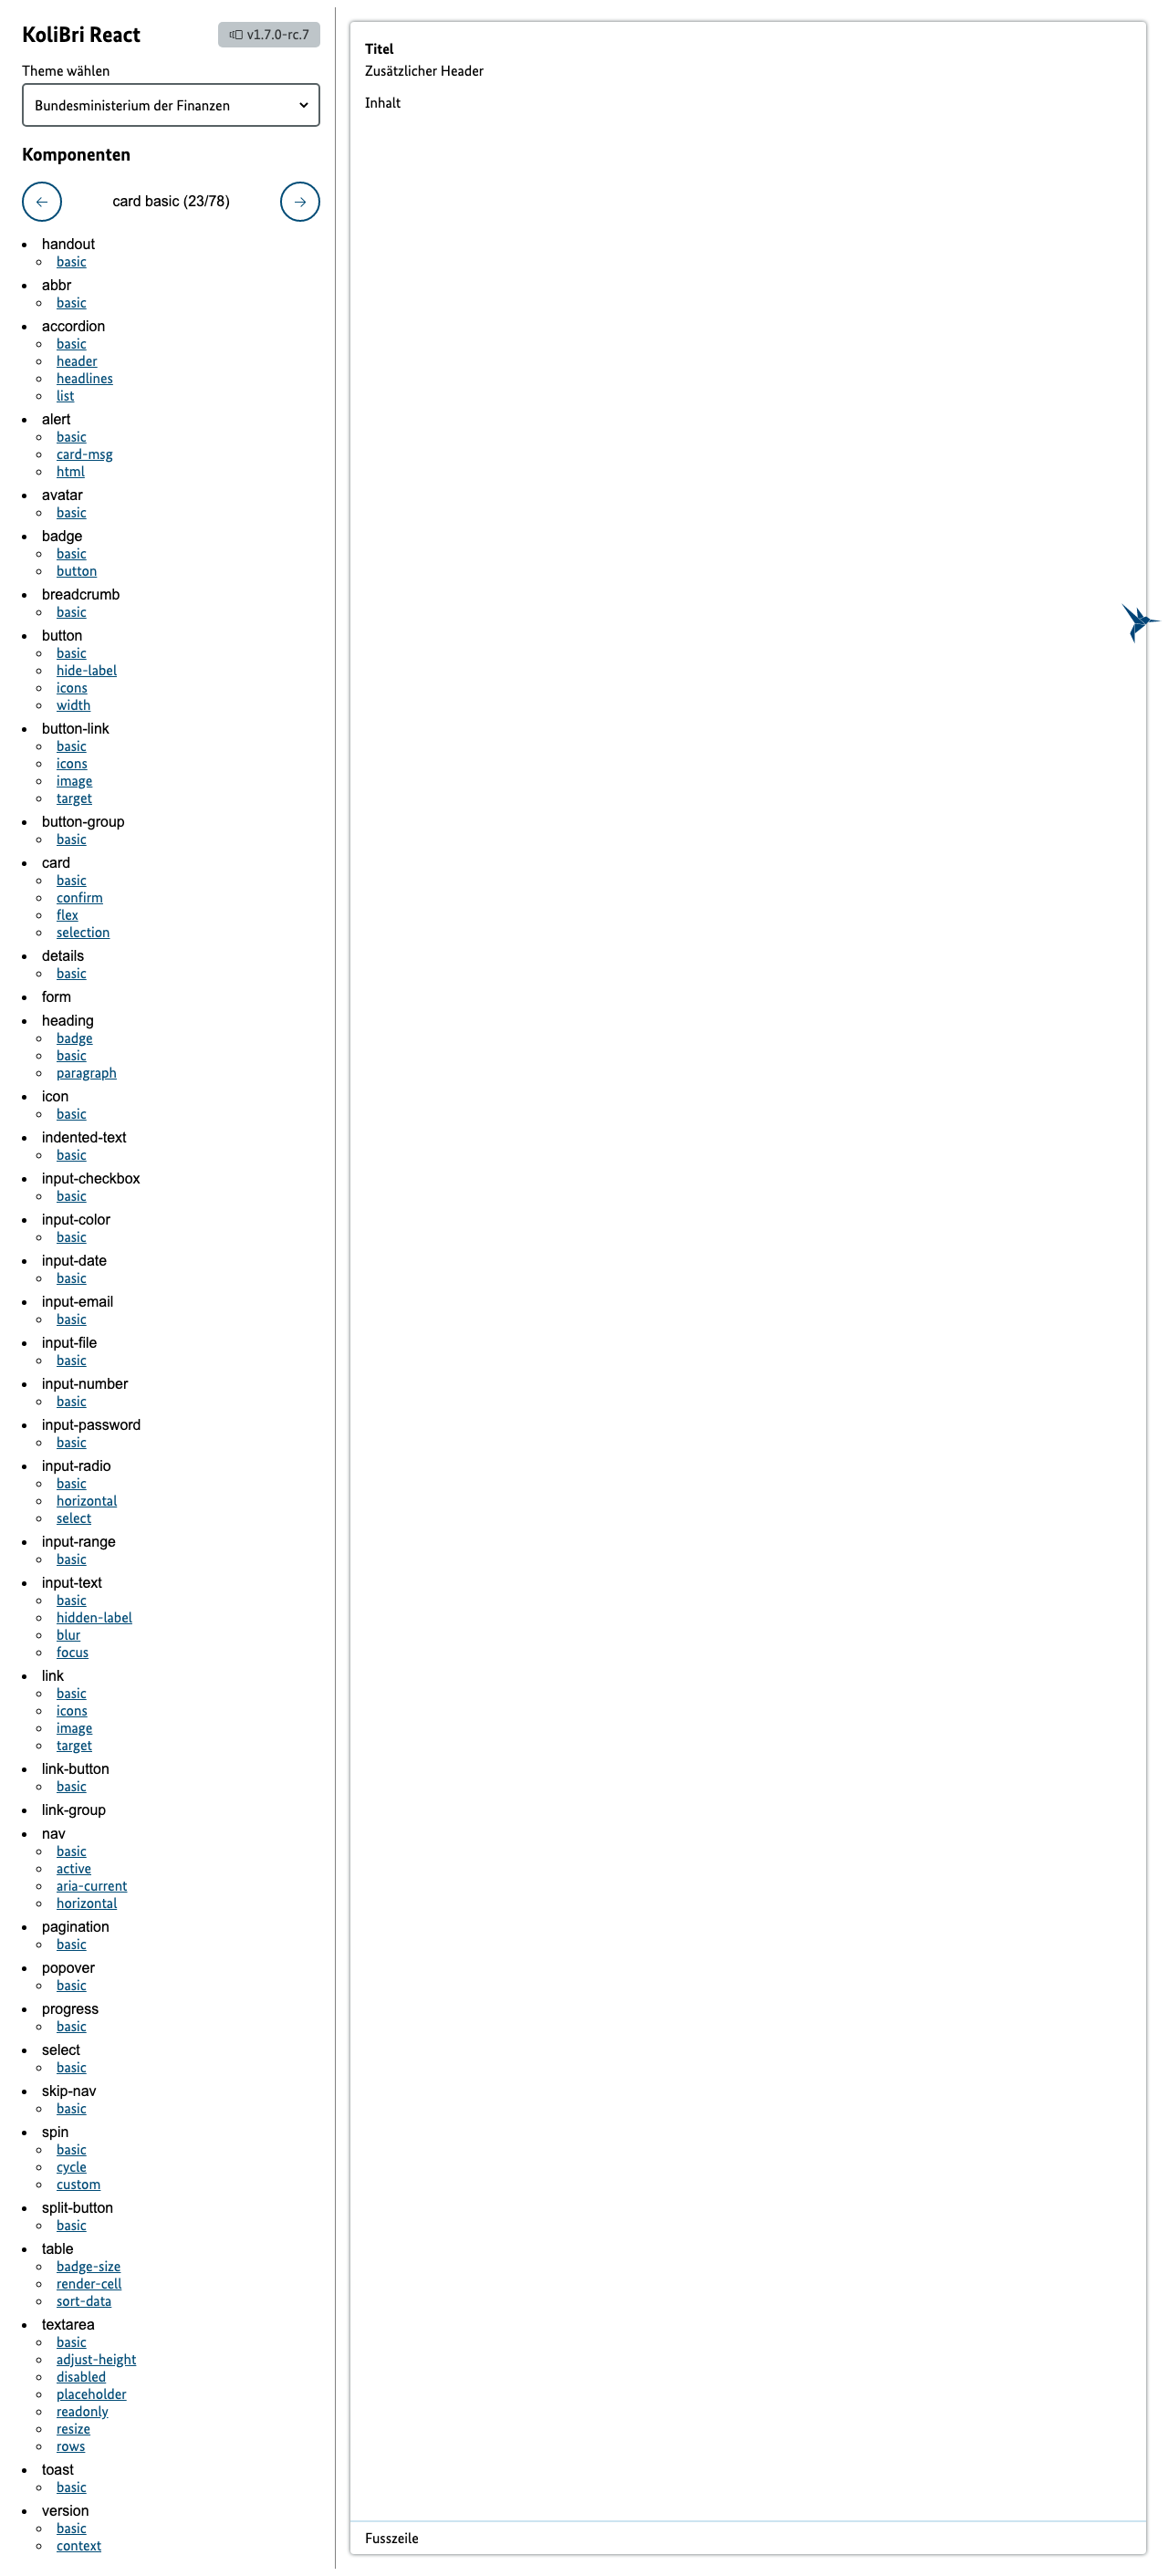 KoliBri React
v1.7.0-rc.7
Theme wählen
Bundesministerium der Finanzen
Komponenten
card basic (23/78)
handout
basic
abbr
basic
accordion
basic
header
headlines
list
alert
basic
card-msg
html
avatar
basic
badge
basic
button
breadcrumb
basic
button
basic
hide-label
icons
width
button-link
basic
icons
image
target
button-group
basic
card
basic
confirm
flex
selection
details
basic
form
heading
badge
basic
paragraph
icon
basic
indented-text
basic
input-checkbox
basic
input-color
basic
input-date
basic
input-email
basic
input-file
basic
input-number
basic
input-password
basic
input-radio
basic
horizontal
select
input-range
basic
input-text
basic
hidden-label
blur
focus
link
basic
icons
image
target
link-button
basic
link-group
nav
basic
active
aria-current
horizontal
pagination
basic
popover
basic
progress
basic
select
basic
skip-nav
basic
spin
basic
cycle
custom
split-button
basic
table
badge-size
render-cell
sort-data
textarea
basic
adjust-height
disabled
placeholder
readonly
resize
rows
toast
basic
version
basic
context
Titel
Zusätzlicher Header
Inhalt
Fusszeile